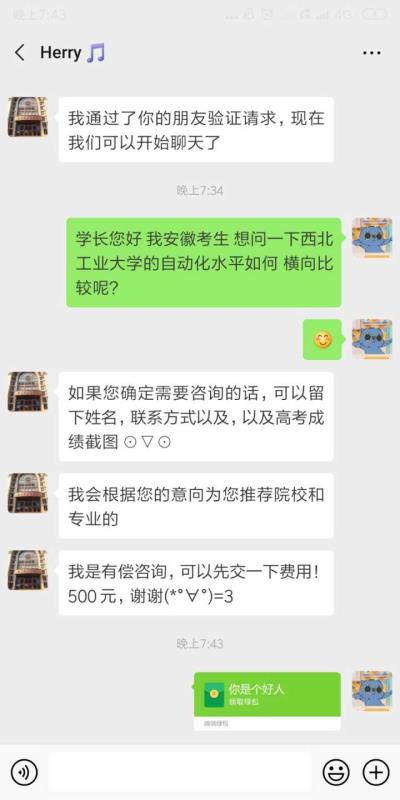 晚上7:43
4G
Herry🎵
我通过了你的朋友验证请求，现在
我们可以开始聊天了
晚上7:34
学长您好 我安徽考生 想问一下西北
工业大学的自动化水平如何 横向比
较呢?
如果您确定需要咨询的话，可以留
下姓名，联系方式以及，以及高考成
绩截图 ⊙▽⊙
我会根据您的意向为您推荐院校和
专业的
我是有偿咨询，可以先交一下费用！
500 元，谢谢(*°∀°)=3
晚上7:43
你是个好人
领取绿包